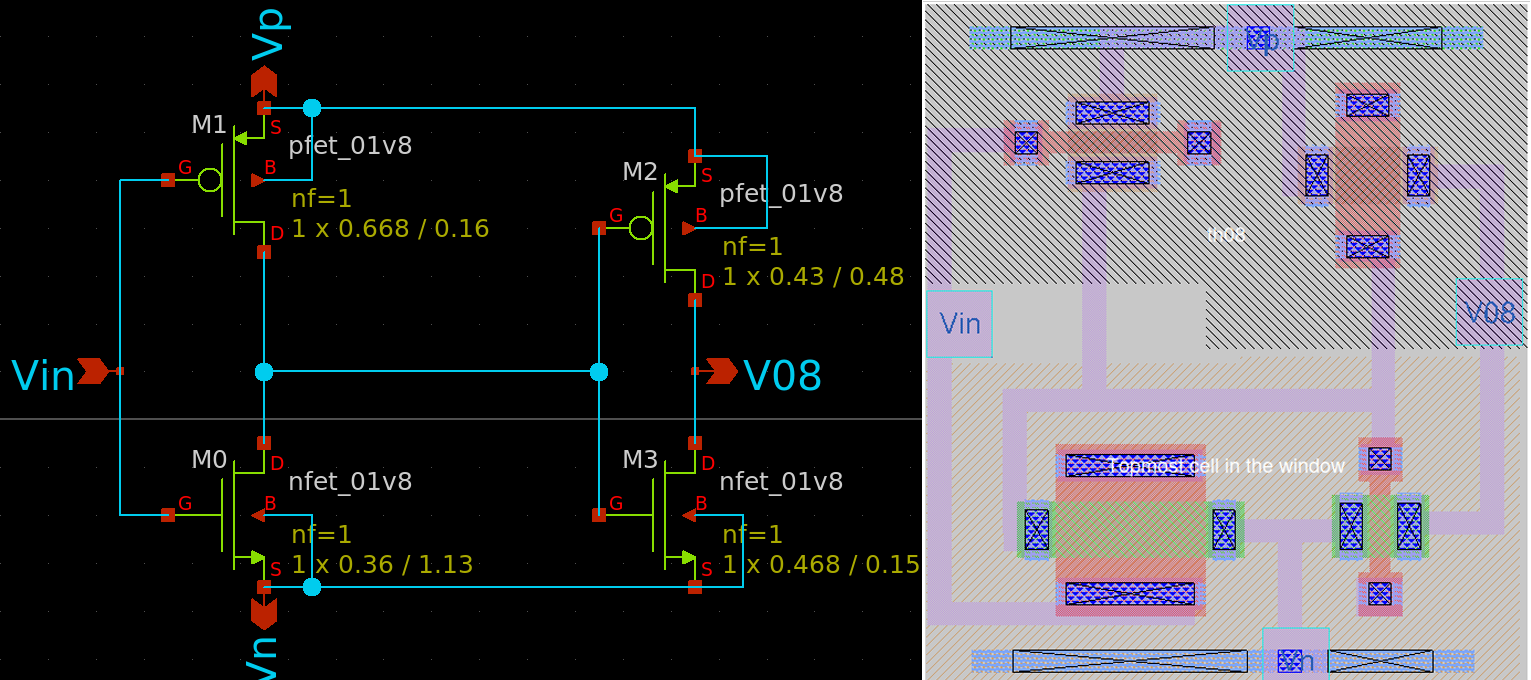 Vp
M1
S
pfet_01v8
G
B
nf=1
1 x 0.668 / 0.16
D
M2
S
pfet_01v8
G
B
nf=1
1 x 0.43 / 0.48
D
Vin
V08
M0
D
nfet_01v8
G
B
nf=1
1 x 0.36 / 1.13
S
M3
D
nfet_01v8
G
B
nf=1
1 x 0.468 / 0.15
S
Vn
p
th08
Vin
V08
Topmost cell in the window
n